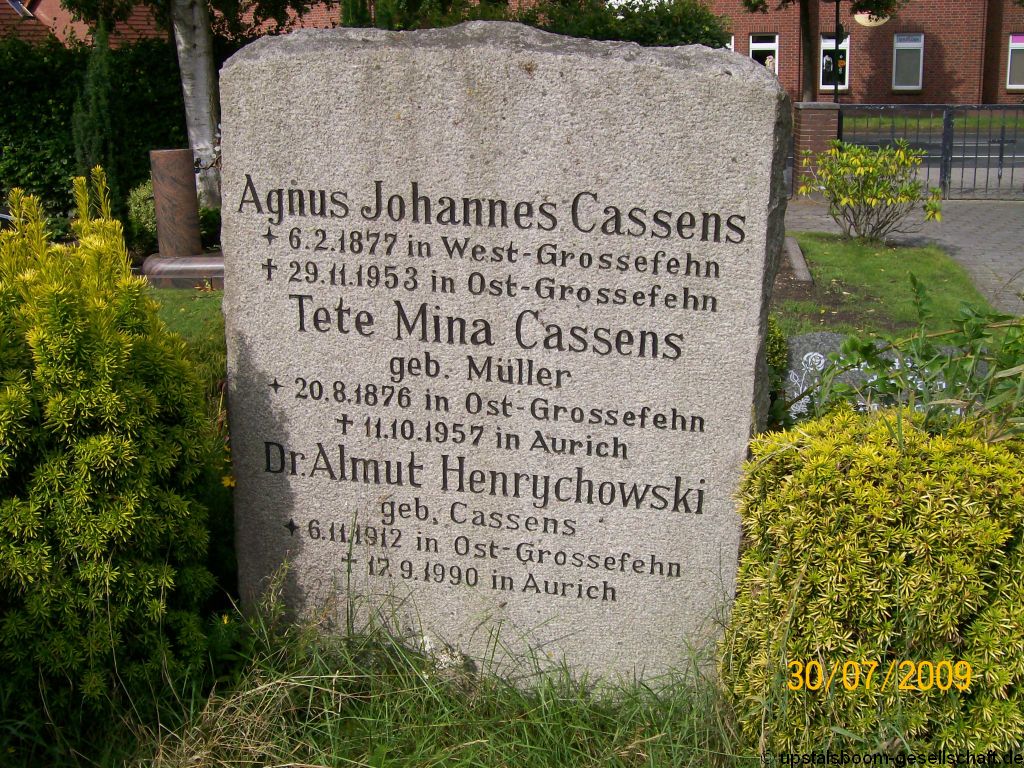 Agnus Johannes Cassens
✦ 6.2.1877 in West-Grossefehn
† 29.11.1953 in Ost-Grossefehn
Tete Mina Cassens
geb. Müller
✦ 20.8.1876 in Ost-Grossefehn
† 11.10.1957 in Aurich
Dr. Almut Henrychowski
geb. Cassens
✦ 6.11.1912 in Ost-Grossefehn
† 17.9.1990 in Aurich
30/07/2009
© upstalsboom-gesellschaft.de